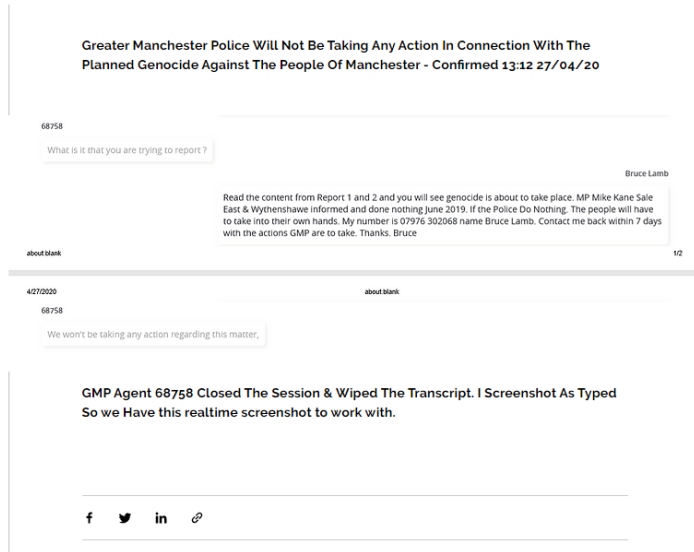 Greater Manchester Police Will Not Be Taking Any Action In Connection With The
Planned Genocide Against The People Of Manchester - Confirmed 13:12 27/04/20
68758
What is it that you are trying to report ?
Bruce Lamb
Read the content from Report 1 and 2 and you will see genocide is about to take place. MP Mike Kane Sale
East & Wythenshawe informed and done nothing June 2019. If the Police Do Nothing. The people will have
to take into their own hands. My number is 07976 302068 name Bruce Lamb. Contact me back within 7 days
with the actions GMP are to take. Thanks. Bruce
about:blank
1/2
4/27/2020
about:blank
68758
We won't be taking any action regarding this matter,
GMP Agent 68758 Closed The Session & Wiped The Transcript. I Screenshot As Typed
So we Have this realtime screenshot to work with.